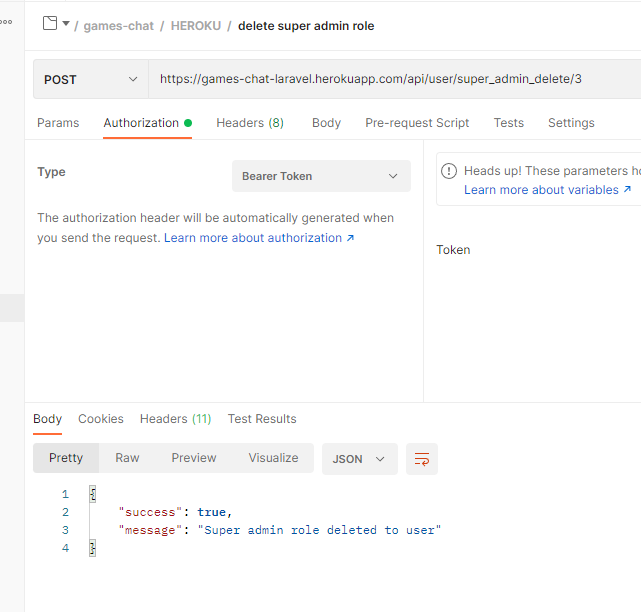 / games-chat / HEROKU / delete super admin role
POST https://games-chat-laravel.herokuapp.com/api/user/super_admin_delete/3
Params Authorization Headers (8) Body Pre-request Script Tests Settings
Type Bearer Token
The authorization header will be automatically generated when
you send the request. Learn more about authorization ↗
Heads up! These parameters ho
Learn more about variables ↗
Token
Body Cookies Headers (11) Test Results
Pretty Raw Preview Visualize JSON
1 {
2 "success": true,
3 "message": "Super admin role deleted to user"
4 }